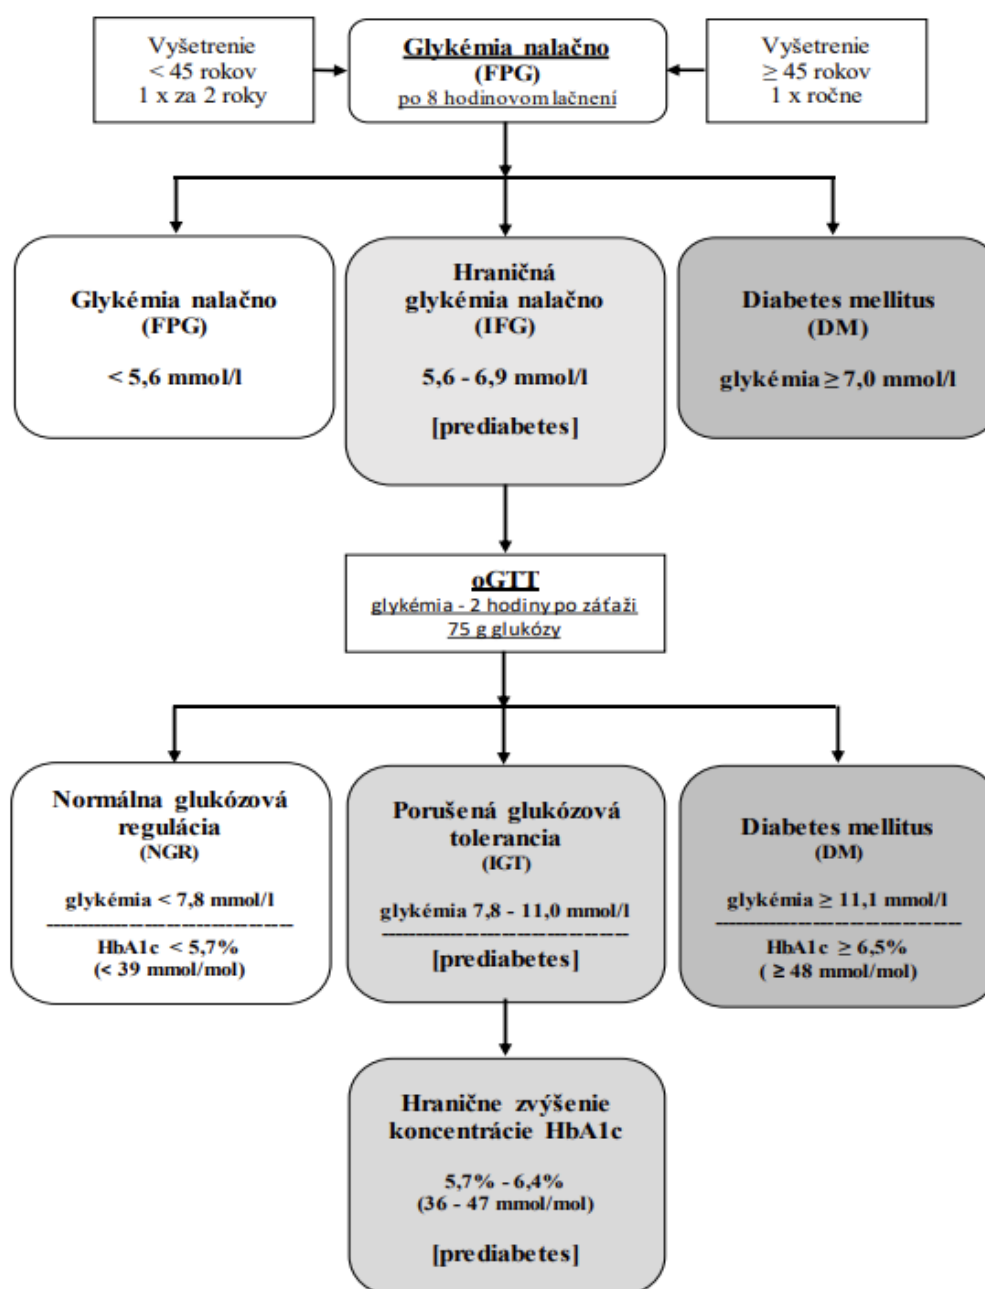 Vyšetrenie
< 45 rokov
1 x za 2 roky
Glykémia nalačno
(FPG)
po 8 hodinovom lačnení
Vyšetrenie
≥ 45 rokov
1 x ročne
Glykémia nalačno
(FPG)
< 5,6 mmol/l
Hraničná
glykémia nalačno
(IFG)
5,6 - 6,9 mmol/l
[prediabetes]
Diabetes mellitus
(DM)
glykémia ≥ 7,0 mmol/l
oGTT
glykémia - 2 hodiny po záťaži
75 g glukózy
Normálna glukózová
regulácia
(NGR)
glykémia < 7,8 mmol/l
HbA1c < 5,7%
(< 39 mmol/mol)
Porušená glukózová
tolerancia
(IGT)
glykémia 7,8 - 11,0 mmol/l
[prediabetes]
Diabetes mellitus
(DM)
glykémia ≥ 11,1 mmol/l
HbA1c ≥ 6,5%
( ≥ 48 mmol/mol)
Hranične zvýšenie
koncentrácie HbA1c
5,7% - 6,4%
(36 - 47 mmol/mol)
[prediabetes]